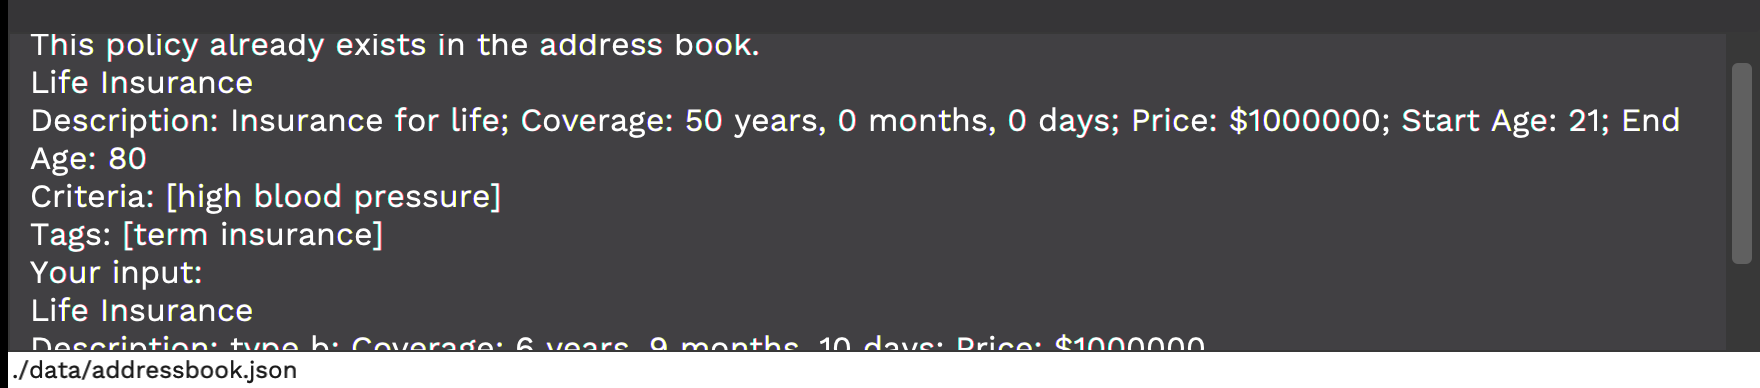 This policy already exists in the address book.
Life Insurance
Description: Insurance for life; Coverage: 50 years, 0 months, 0 days; Price: $1000000; Start Age: 21; End
Age: 80
Criteria: [high blood pressure]
Tags: [term insurance]
Your input:
Life Insurance
Description: type b; Coverage: 6 years, 9 months, 10 days; Price: $1000000
./data/addressbook.json